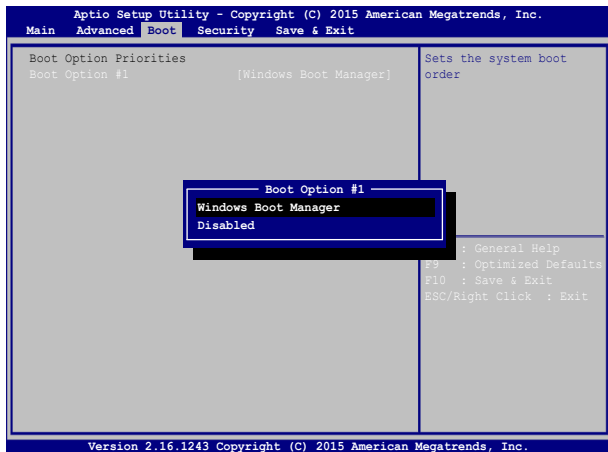 Aptio Setup Utility - Copyright (C) 2015 American Megatrends, Inc.
Main Advanced Boot Security Save & Exit
Boot Option Priorities
Boot Option #1 [Windows Boot Manager]
Sets the system boot
order
Boot Option #1
Windows Boot Manager
Disabled
: General Help
F9 : Optimized Defaults
F10 : Save & Exit
ESC/Right Click : Exit
Version 2.16.1243 Copyright (C) 2015 American Megatrends, Inc.